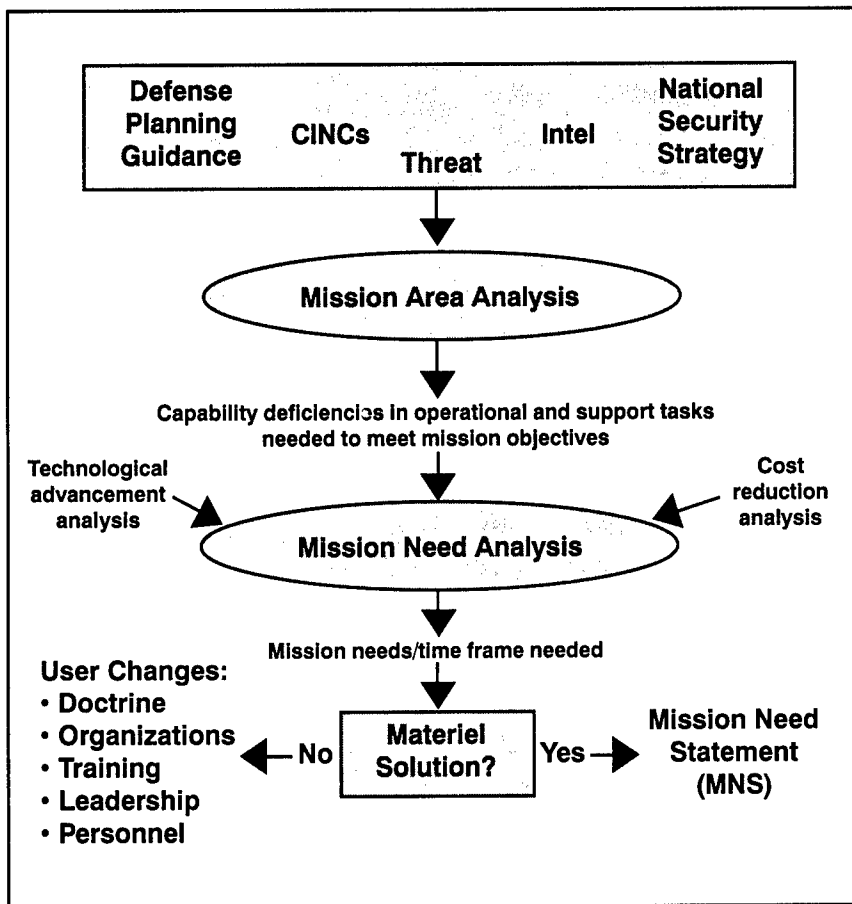 Defense
Planning
Guidance
CINCs
Threat
Intel
National
Security
Strategy
Mission Area Analysis
Capability deficiencies in operational and support tasks
needed to meet mission objectives
Technological
advancement
analysis
Cost
reduction
analysis
Mission Need Analysis
Mission needs/time frame needed
User Changes:
• Doctrine
• Organizations
• Training
• Leadership
• Personnel
No
Materiel
Solution?
Yes
Mission Need
Statement
(MNS)